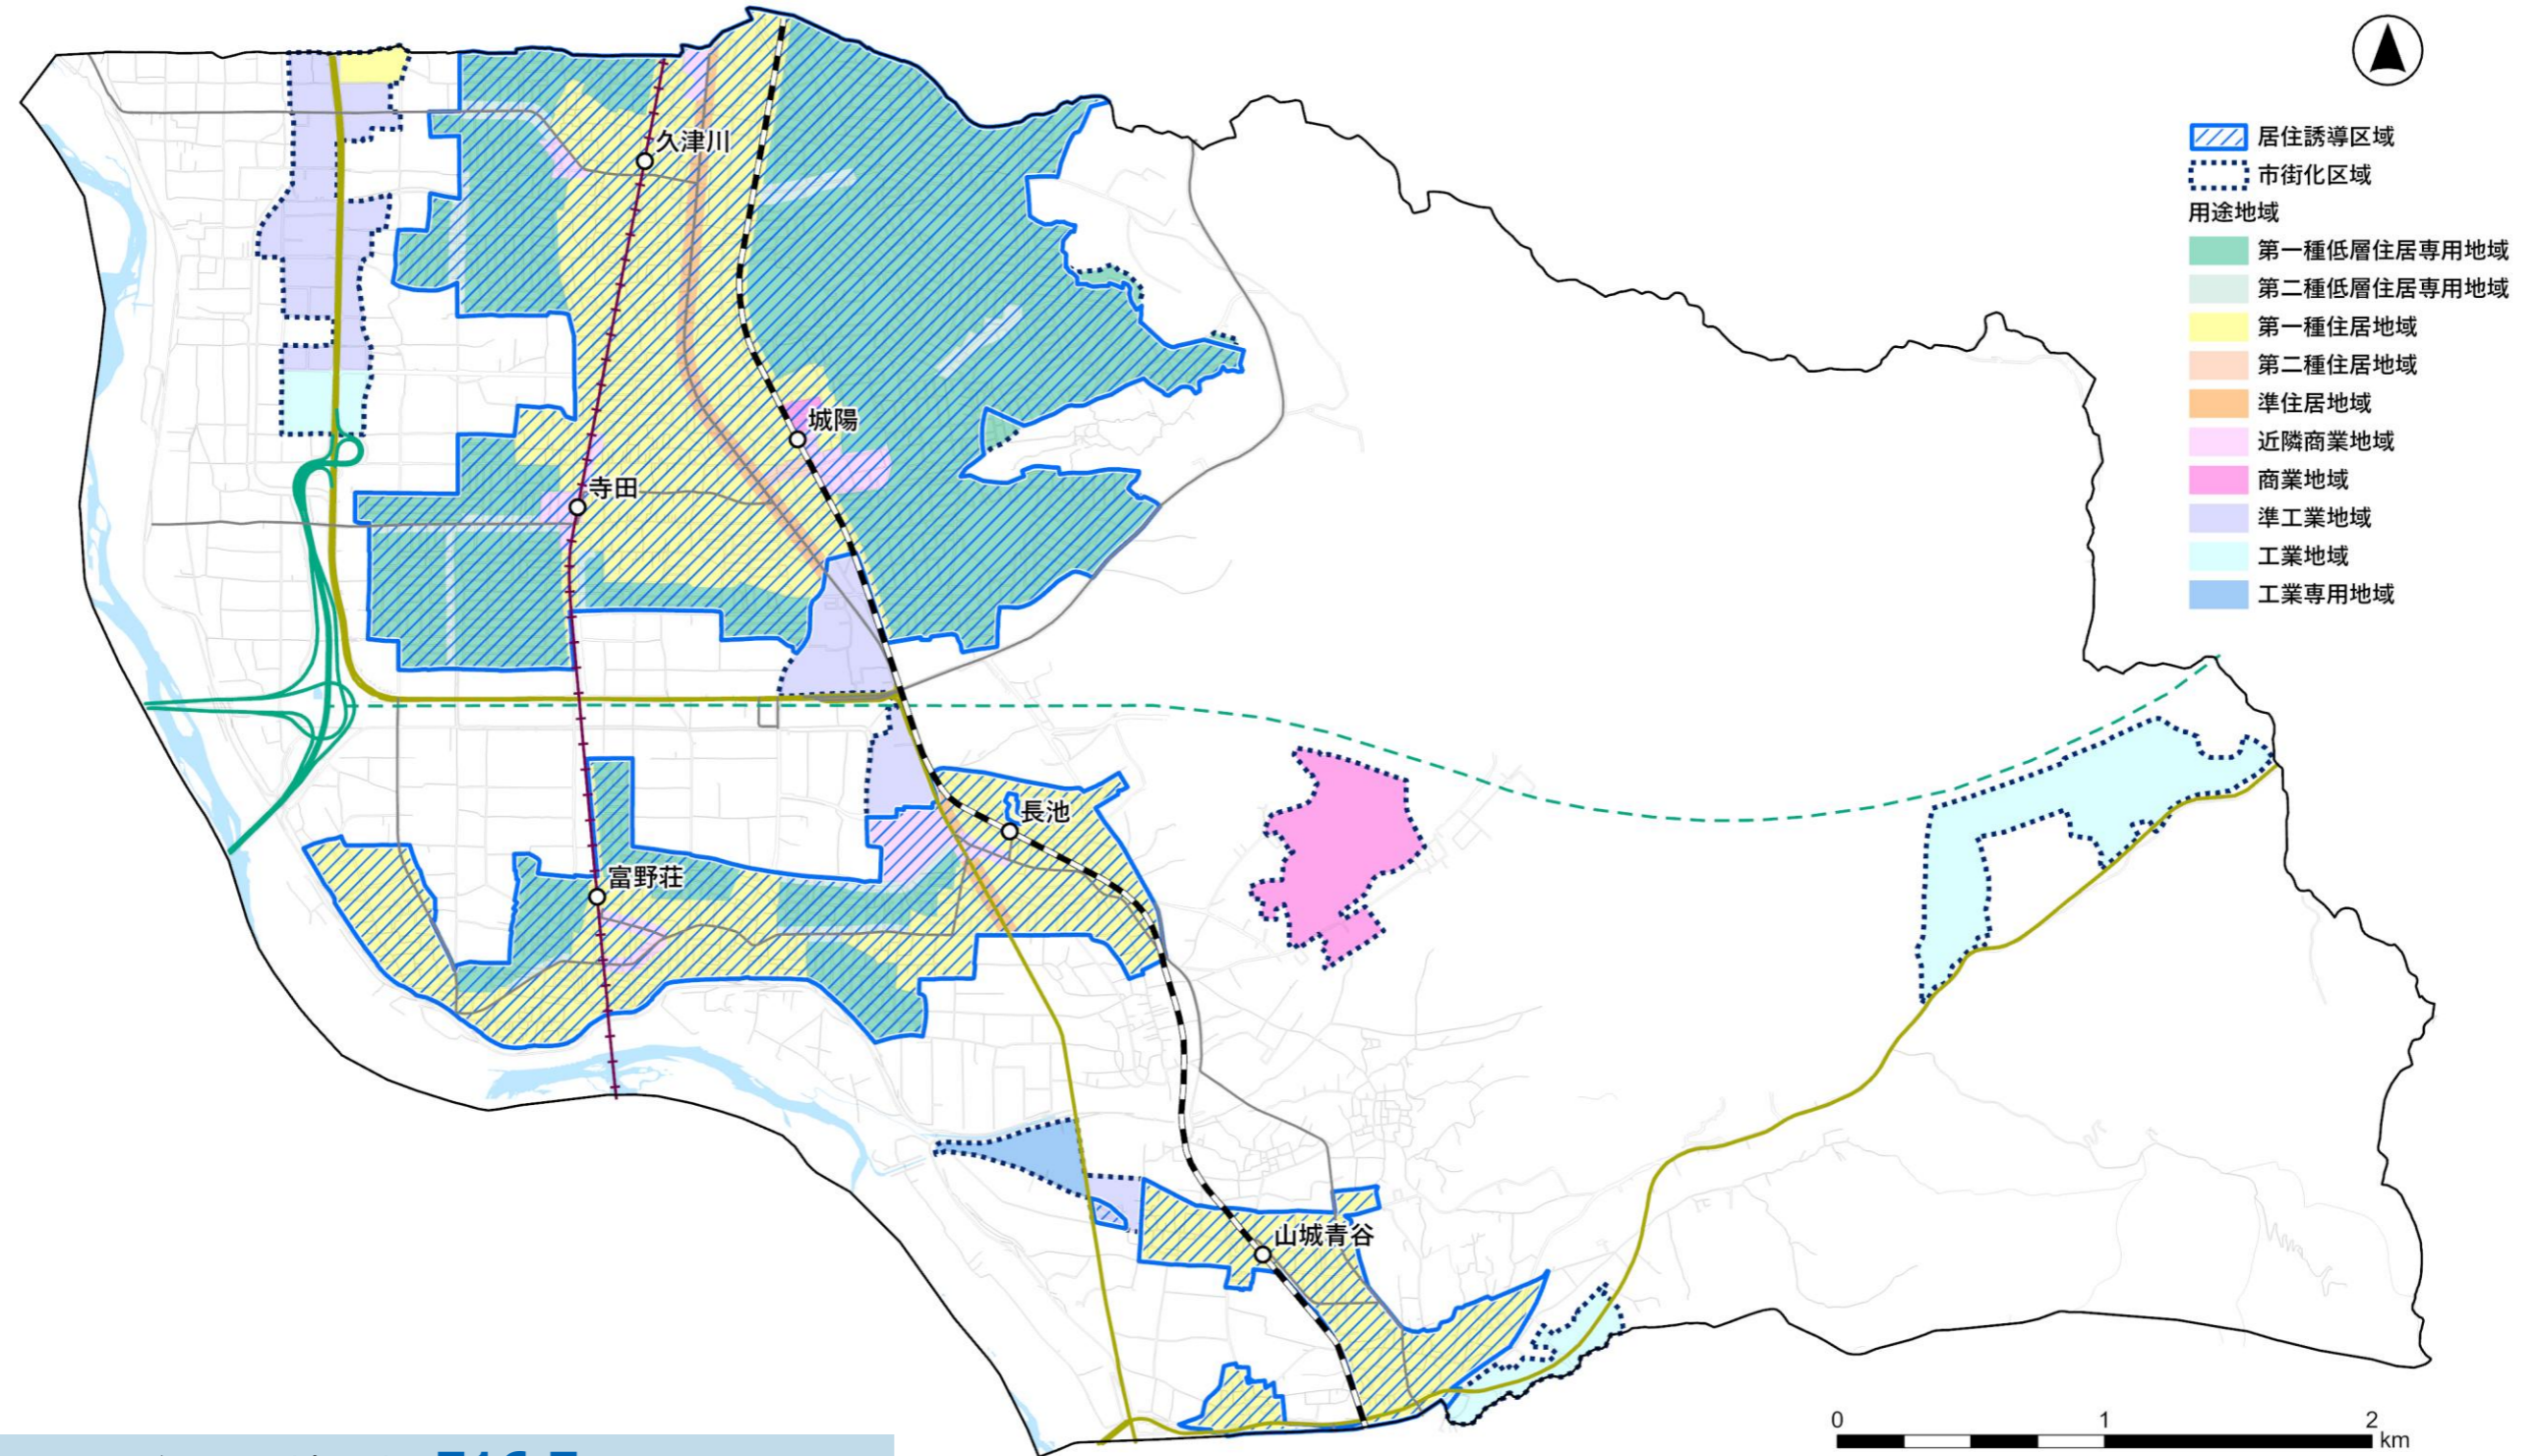 居住誘導区域
市街化区域
用途地域
第一種低層住居専用地域
第二種低層住居専用地域
第一種住居地域
第二種住居地域
準住居地域
近隣商業地域
商業地域
準工業地域
工業地域
工業専用地域
久津川
城陽
寺田
長池
富野荘
山城青谷
0 1 2
km